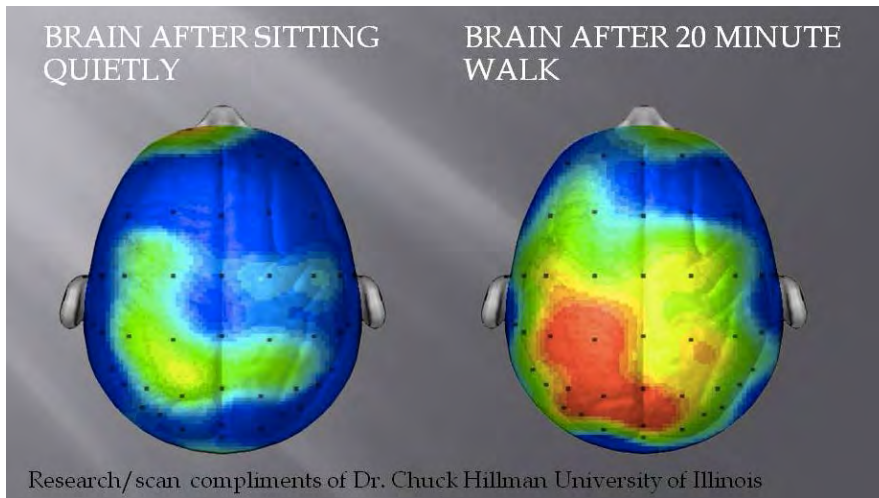 BRAIN AFTER SITTING
QUIETLY
BRAIN AFTER 20 MINUTE
WALK
Research/scan compliments of Dr. Chuck Hillman University of Illinois